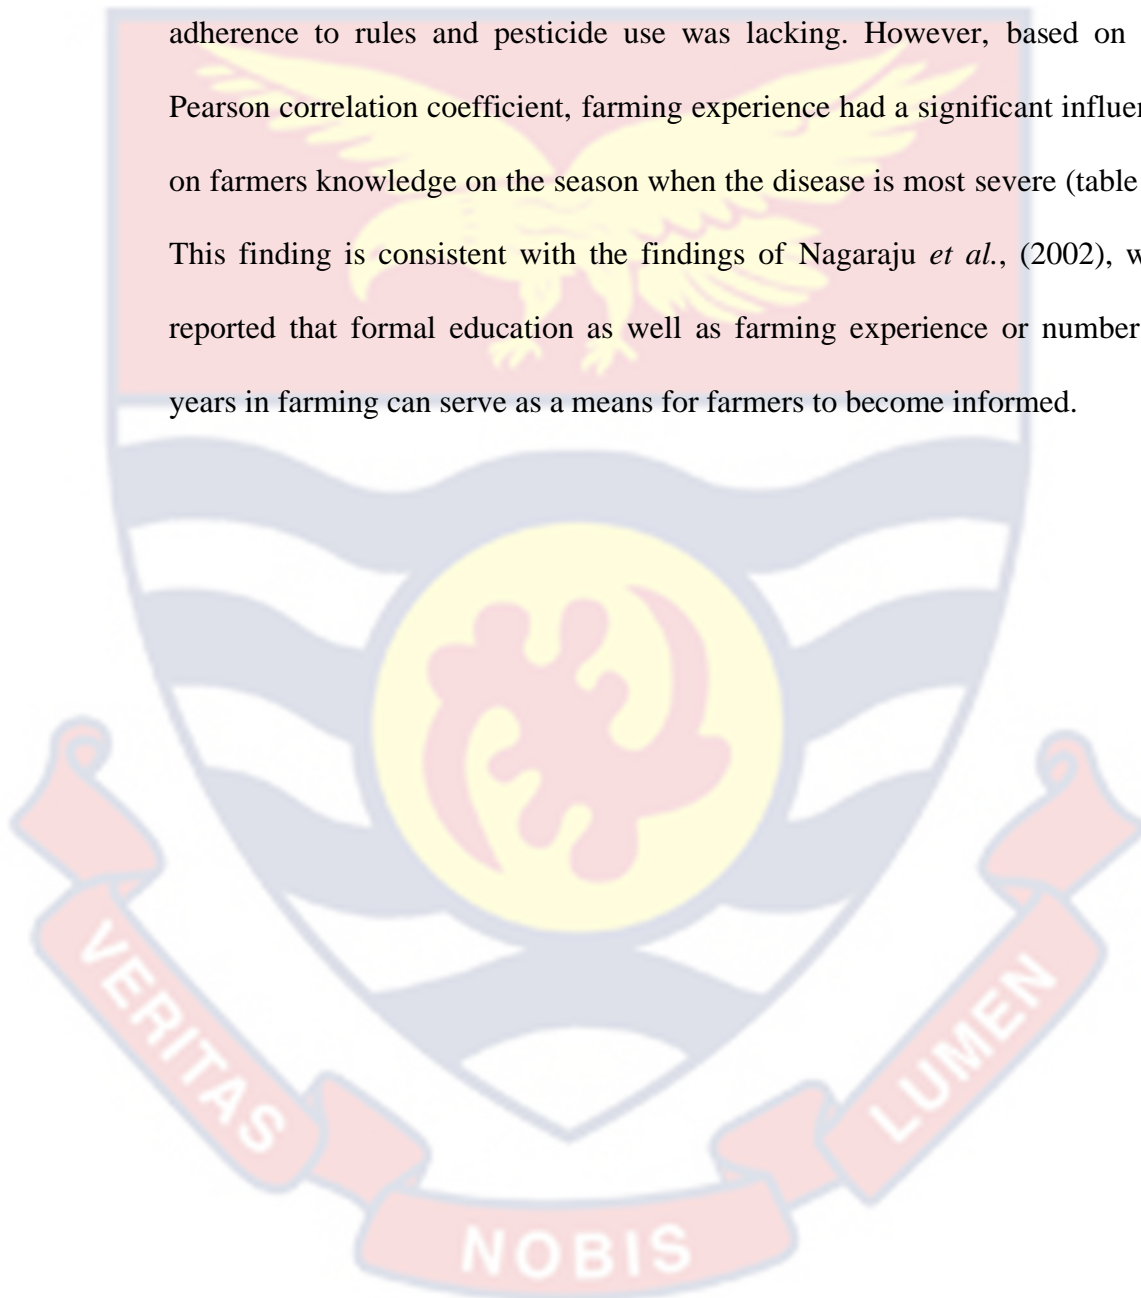 adherence to rules and pesticide use was lacking. However, based on
Pearson correlation coefficient, farming experience had a significant
on farmers knowledge on the season when the disease is most severe (table
This finding is consistent with the findings of Nagaraju et al., (2002),
reported that formal education as well as farming experience or number
years in farming can serve as a means for farmers to become informed.
VERITAS
NOBIS
LUMEN